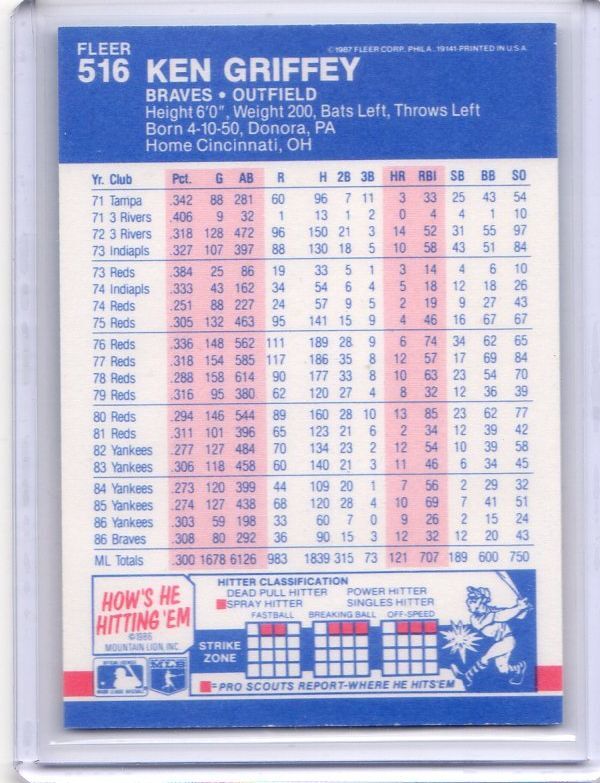 FLEER
516 KEN GRIFFEY
©1987 FLEER CORP. PHILA. 19141-PRINTED IN U.S.A.
BRAVES • OUTFIELD
Height 6'0", Weight 200, Bats Left, Throws Left
Born 4-10-50, Donora, PA
Home Cincinnati, OH
Yr. Club Pct. G AB R H 2B 3B HR RBI SB BB SO
71 Tampa .342 88 281 60 96 7 11 3 33 25 43 54
71 3 Rivers .406 9 32 1 13 1 2 0 4 4 1 10
72 3 Rivers .318 128 472 96 150 21 3 14 52 31 55 97
73 Indiapls .327 107 397 88 130 18 5 10 58 43 51 84
73 Reds .384 25 86 19 33 5 1 3 14 4 6 10
74 Indiapls .333 43 162 34 54 6 4 5 18 12 18 26
74 Reds .251 88 227 24 57 9 5 2 19 9 27 43
75 Reds .305 132 463 95 141 15 9 4 46 16 67 67
76 Reds .336 148 562 111 189 28 9 6 74 34 62 65
77 Reds .318 154 585 117 186 35 8 12 57 17 69 84
78 Reds .288 158 614 90 177 33 8 10 63 23 54 70
79 Reds .316 95 380 62 120 27 4 8 32 12 36 39
80 Reds .294 146 544 89 160 28 10 13 85 23 62 77
81 Reds .311 101 396 65 123 21 6 2 34 12 39 42
82 Yankees .277 127 484 70 134 23 2 12 54 10 39 58
83 Yankees .306 118 458 60 140 21 3 11 46 6 34 45
84 Yankees .273 120 399 44 109 20 1 7 56 2 29 32
85 Yankees .274 127 438 68 120 28 4 10 69 7 41 51
86 Yankees .303 59 198 33 60 7 0 9 26 2 15 24
86 Braves .308 80 292 36 90 15 3 12 32 12 20 43
ML Totals .300 1678 6126 983 1839 315 73 121 707 189 600 750
HOW'S HE
HITTING 'EM
©1986
MOUNTAIN LION, INC
HITTER CLASSIFICATION
DEAD PULL HITTER POWER HITTER
SPRAY HITTER SINGLES HITTER
FASTBALL BREAKING BALL OFF-SPEED
STRIKE
ZONE
=PRO SCOUTS REPORT-WHERE HE HITS'EM
MLB